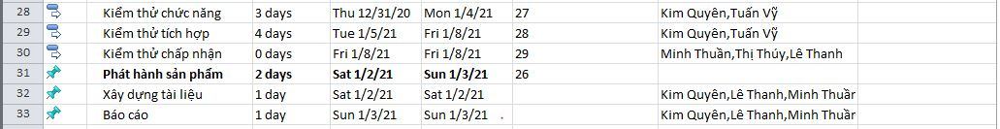 28 Kiểm thử chức năng 3 days Thu 12/31/20 Mon 1/4/21 27 Kim Quyên,Tuấn Vỹ
29 Kiểm thử tích hợp 4 days Tue 1/5/21 Fri 1/8/21 28 Kim Quyên,Tuấn Vỹ
30 Kiểm thử chấp nhận 0 days Fri 1/8/21 Fri 1/8/21 29 Minh Thuần,Thị Thúy,Lê Thanh
31 Phát hành sản phẩm 2 days Sat 1/2/21 Sun 1/3/21 26
32 Xây dựng tài liệu 1 day Sat 1/2/21 Sat 1/2/21 Kim Quyên,Lê Thanh,Minh Thuầr
33 Báo cáo 1 day Sun 1/3/21 Sun 1/3/21 Kim Quyên,Lê Thanh,Minh Thuầr